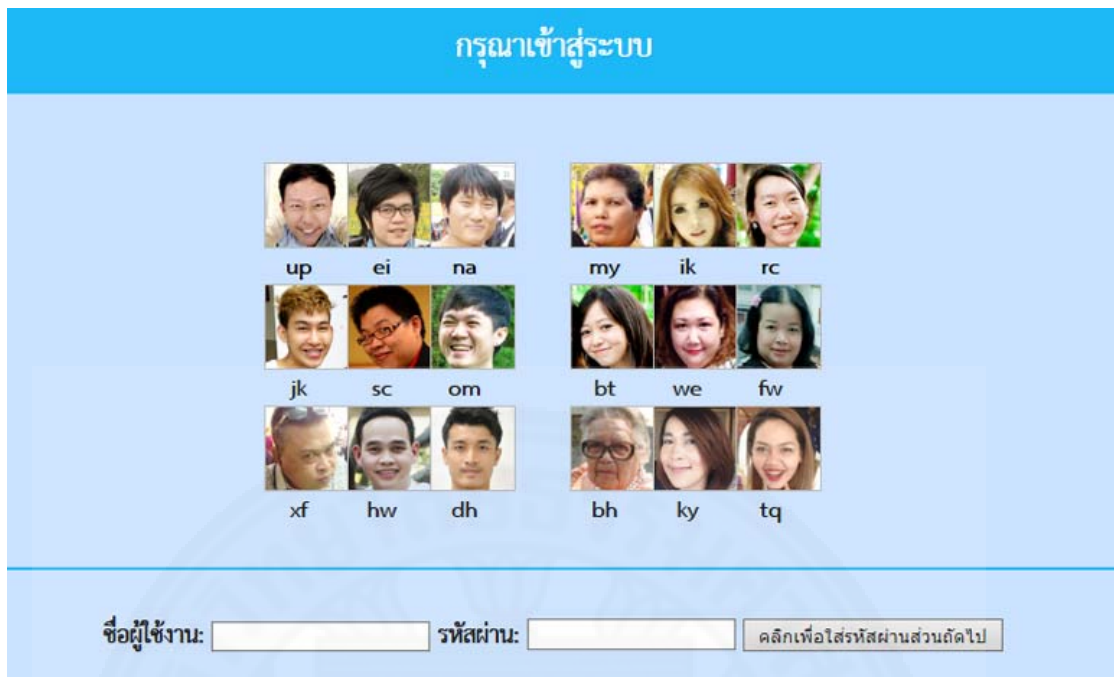 กรุณาเข้าสู่ระบบ
up ei na my ik rc
jk sc om bt we fw
xf hw dh bh ky tq
ชื่อผู้ใช้งาน: รหัสผ่าน: คลิกเพื่อใส่รหัสผ่านส่วนถัดไป